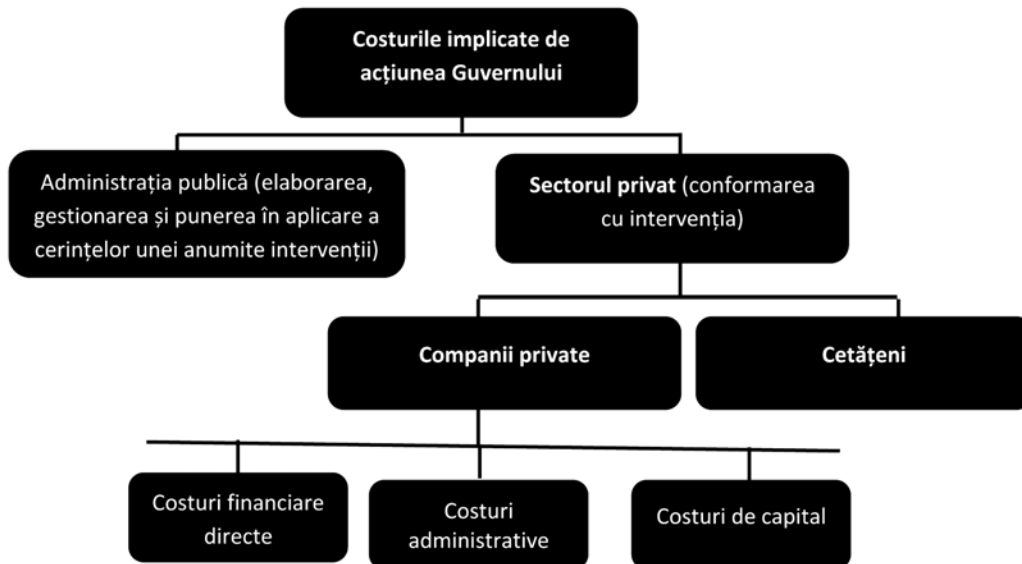 Costurile implicate de
acțiunea Guvernului
Administrația publică (elaborarea,
gestionarea și punerea în aplicare a
cerințelor unei anumite intervenții)
Sectorul privat (conformarea
cu intervenția)
Companii private
Cetățeni
Costuri financiare
directe
Costuri
administrative
Costuri de capital